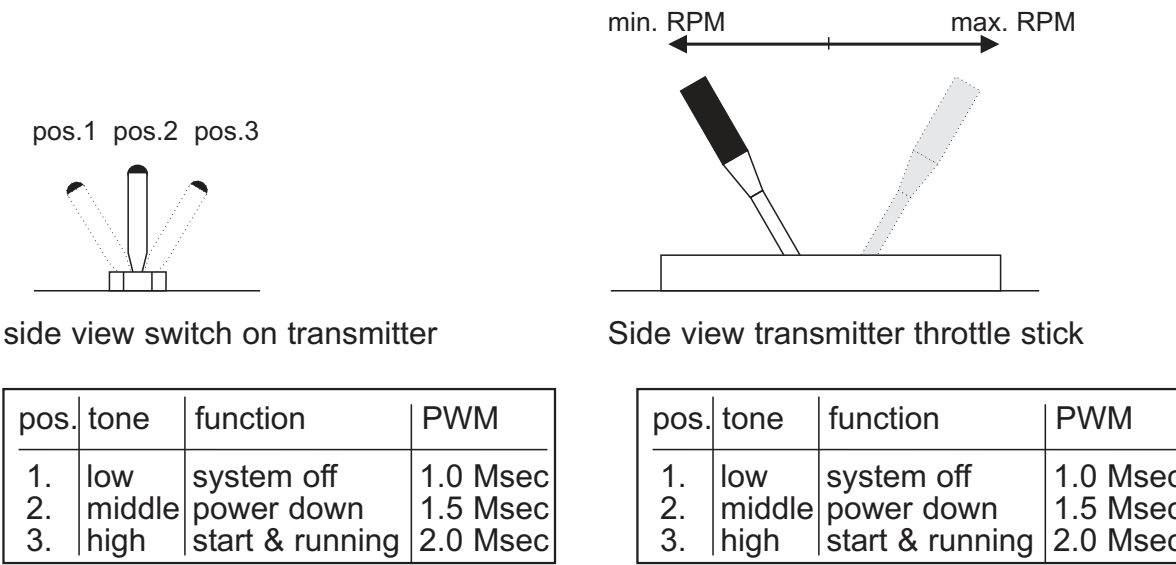 min. RPM max. RPM
pos.1 pos.2 pos.3
side view switch on transmitter
Side view transmitter throttle stick
pos. tone function PWM
1. low system off 1.0 Msec
2. middle power down 1.5 Msec
3. high start & running 2.0 Msec
pos. tone function PWM
1. low system off 1.0 Msec
2. middle power down 1.5 Msec
3. high start & running 2.0 Msec